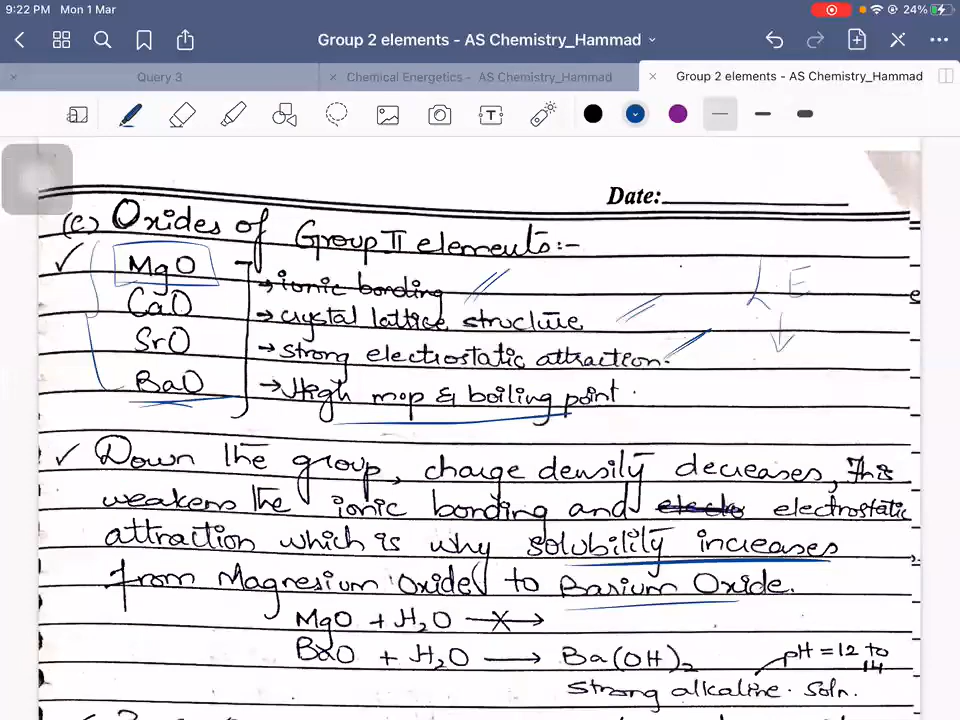 9:22 PM Mon 1 Mar
24%
Group 2 elements - AS Chemistry_Hammad
Query 3
Chemical Energetics - AS Chemistry_Hammad
Group 2 elements - AS Chemistry_Hammad
Date:
(c) Oxides of Group II elements:-
MgO → ionic bonding
CaO → crystal lattice structure
SrO → strong electrostatic attraction.
BaO → High mop & boiling point.
L E
✓ Down the group, charge density decreases, This
weakens the ionic bonding and electrostatic
attraction which is why solubility increases
from Magnesium Oxide to Barium Oxide.
MgO + H2O —X→
BaO + H2O → Ba(OH)2
pH = 12 to 14
strong alkaline. Soln.